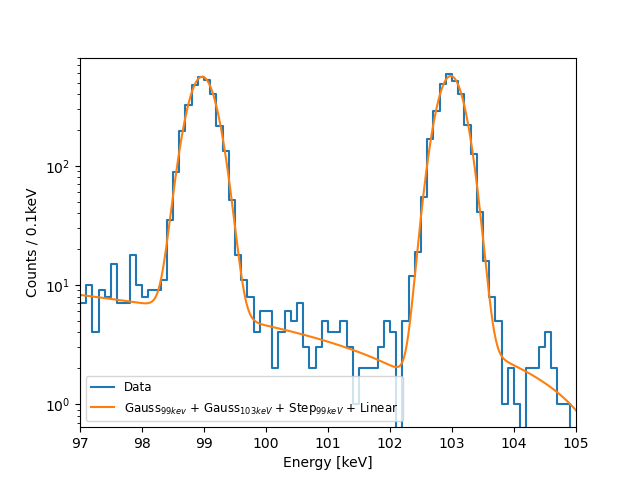 10²
10¹
10⁰
Counts / 0.1keV
Data
Gauss₉₉ₖₑᵥ + Gauss₁₀₃ₖₑV + Step₉₉ₖₑV + Linear
97 98 99 100 101 102 103 104 105
Energy [keV]